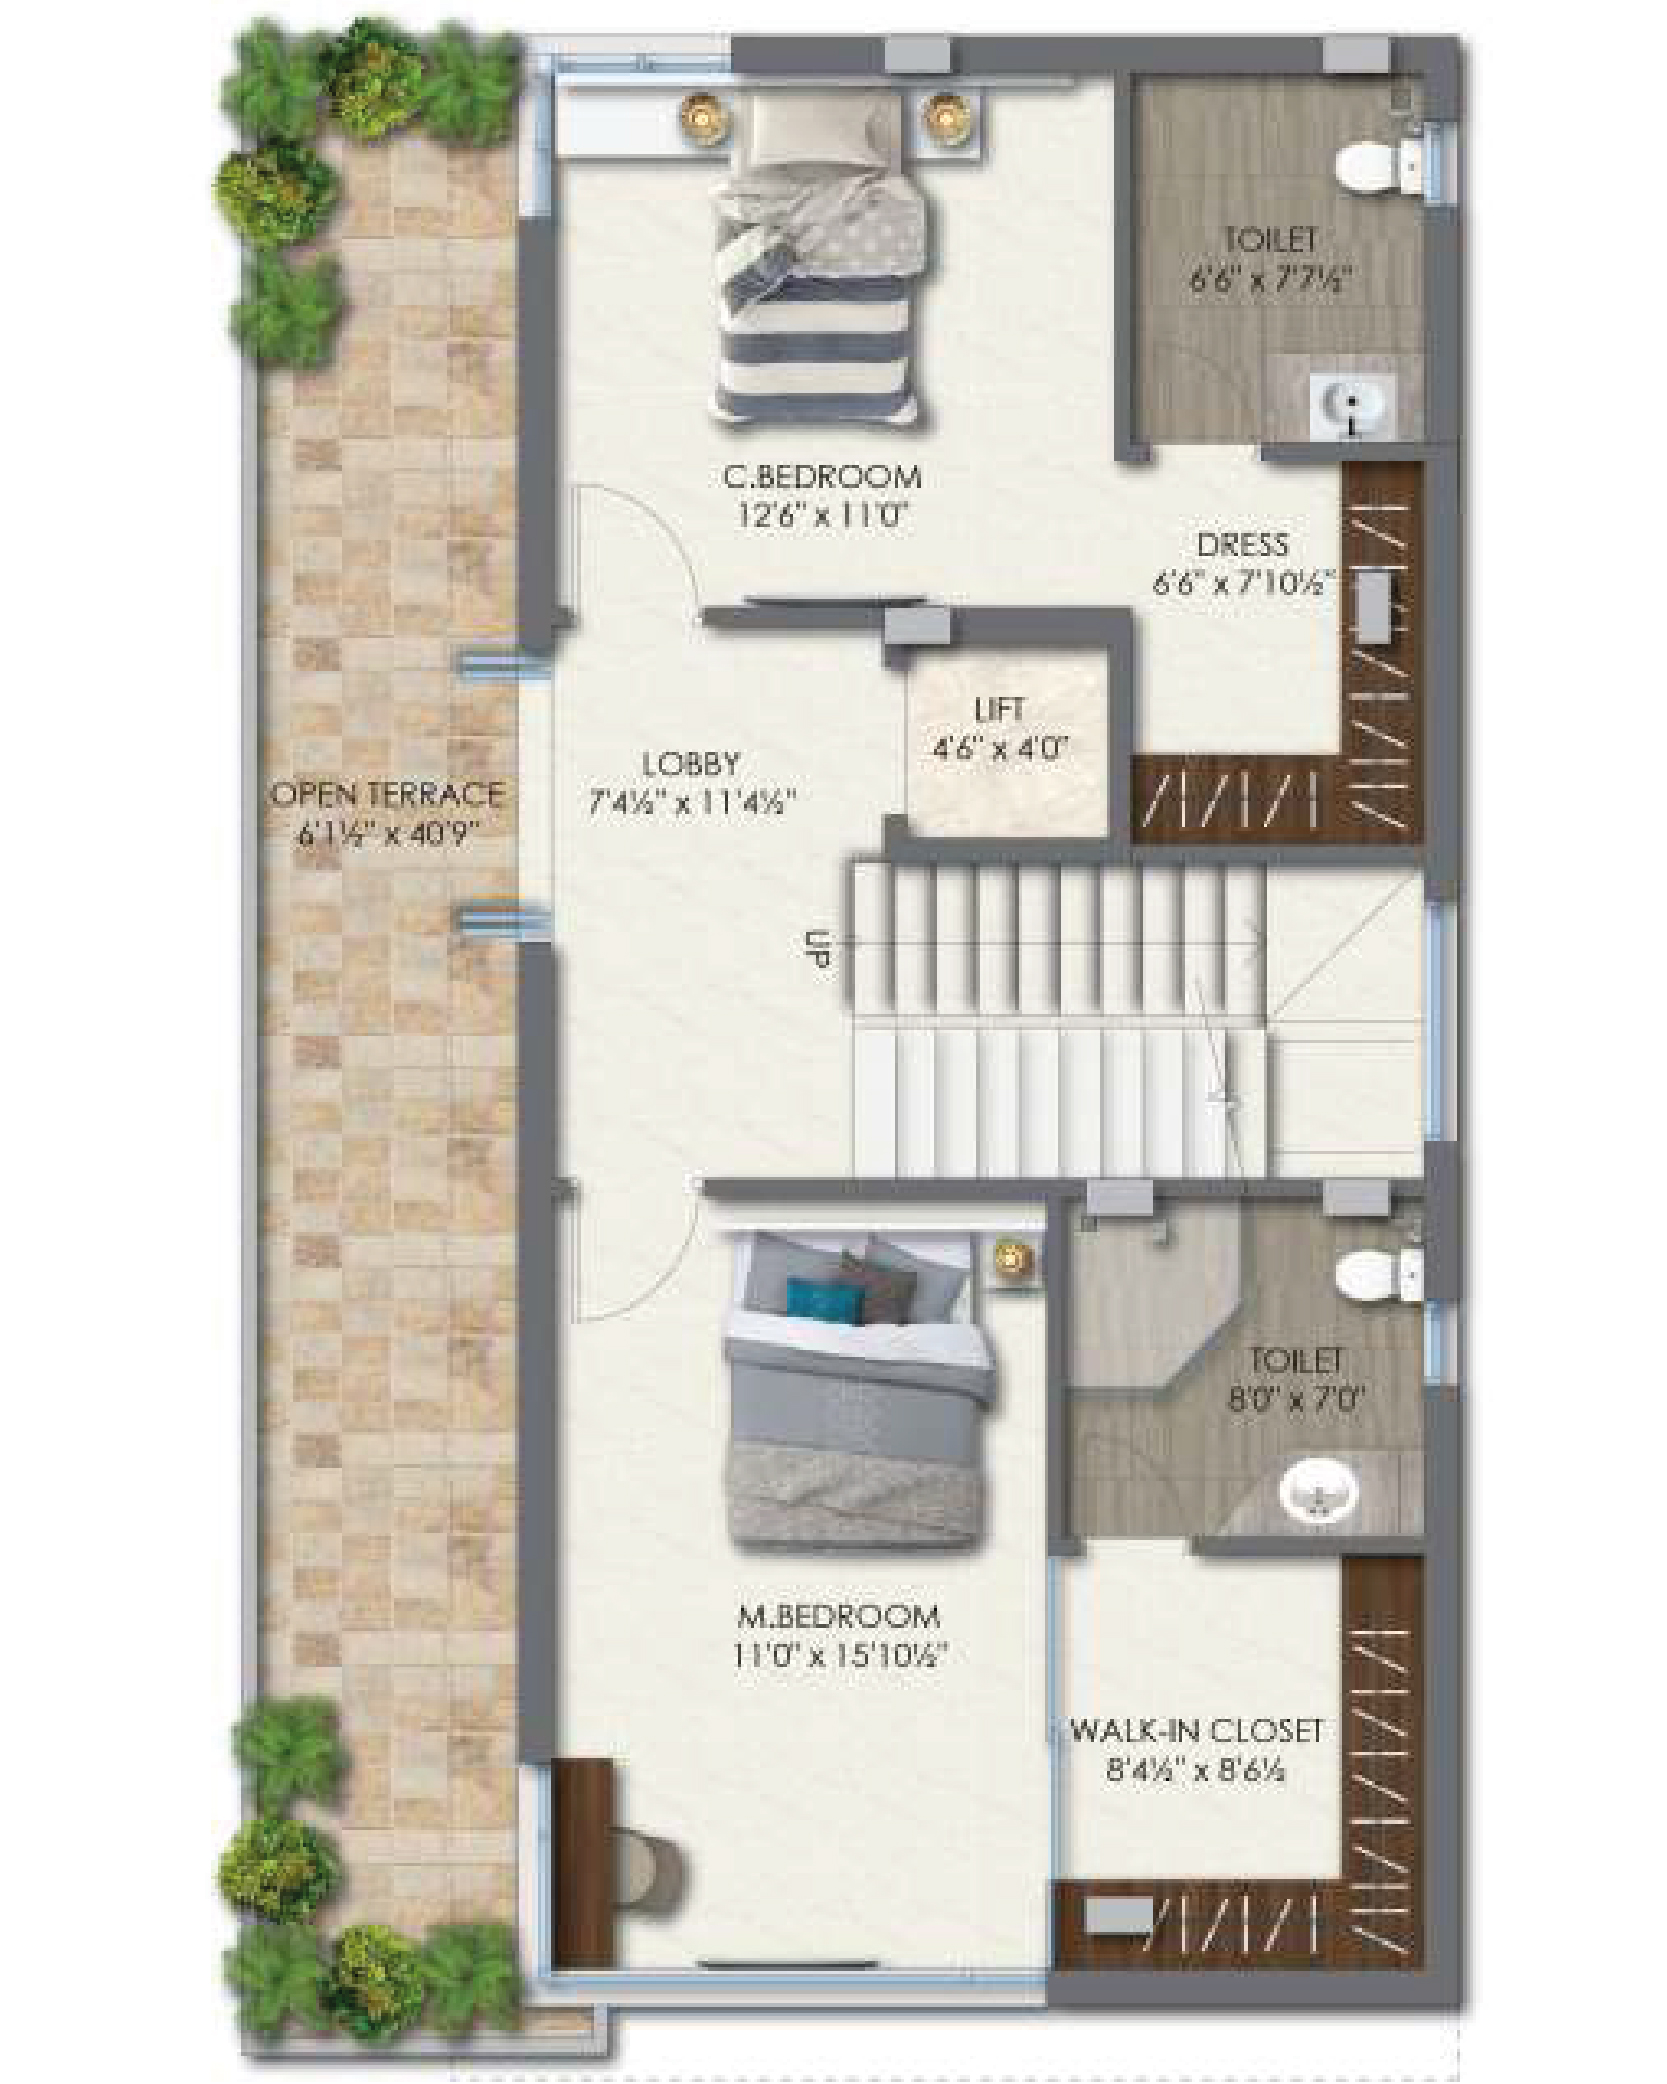 TOILET
6'6" x 7'7½"
C.BEDROOM
12'6" x 11'0"
DRESS
6'6" x 7'10½"
LIFT
4'6" x 4'0"
LOBBY
7'4½" x 11'4½"
OPEN TERRACE
6'1½" x 40'9"
UP
TOILET
8'0" x 7'0"
M.BEDROOM
11'0" x 15'10½"
WALK-IN CLOSET
8'4½" x 8'6½